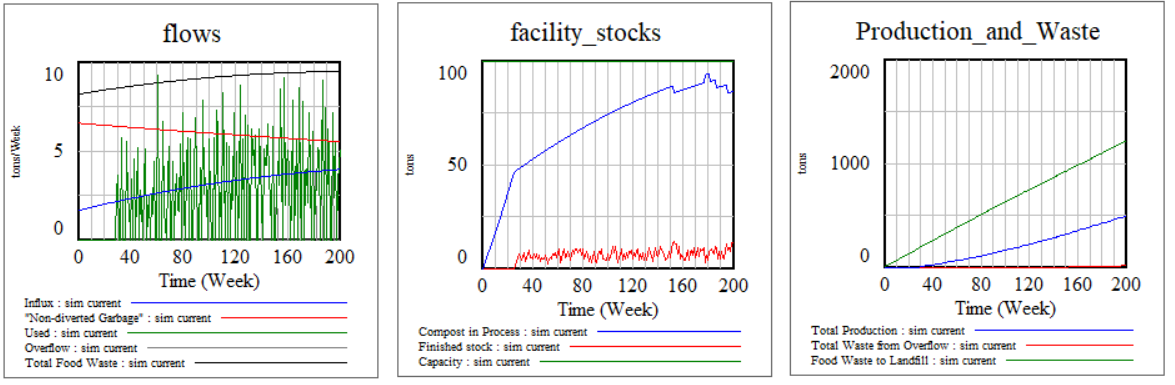 flows
10
5
0
tons/Week
0 40 80 120 160 200
Time (Week)
Influx : sim current
"Non-diverted Garbage" : sim current
Used : sim current
Overflow : sim current
Total Food Waste : sim current
facility_stocks
100
50
0
tons
0 40 80 120 160 200
Time (Week)
Compost in Process : sim current
Finished stock : sim current
Capacity : sim current
Production_and_Waste
2000
1000
0
tons
0 40 80 120 160 200
Time (Week)
Total Production : sim current
Total Waste from Overflow : sim current
Food Waste to Landfill : sim current